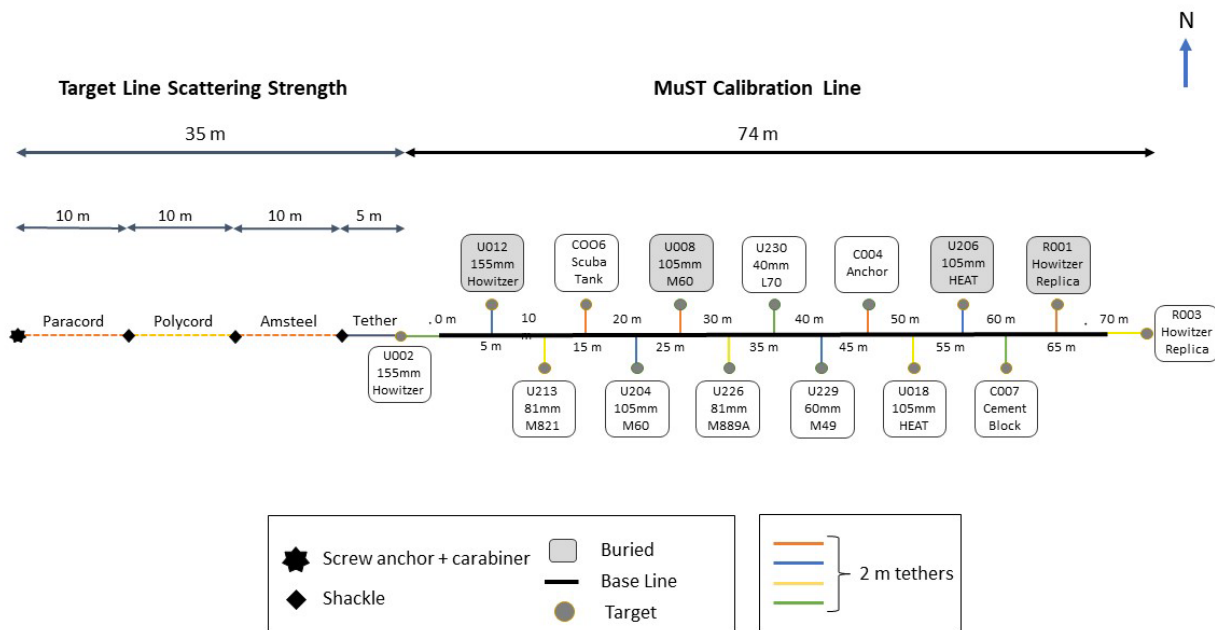 N
Target Line Scattering Strength
MuST Calibration Line
35 m
74 m
10 m
10 m
10 m
5 m
U012
155mm
Howitzer
COO6
Scuba
Tank
U008
105mm
M60
U230
40mm
L70
C004
Anchor
U206
105mm
HEAT
R001
Howitzer
Replica
Paracord
Polycord
Amsteel
Tether
0 m
10
m
20 m
30 m
40 m
50 m
60 m
70 m
R003
Howitzer
Replica
5 m
15 m
25 m
35 m
45 m
55 m
65 m
U002
155mm
Howitzer
U213
81mm
M821
U204
105mm
M60
U226
81mm
M889A
U229
60mm
M49
U018
105mm
HEAT
C007
Cement
Block
Screw anchor + carabiner
Shackle
Buried
Base Line
Target
2 m tethers